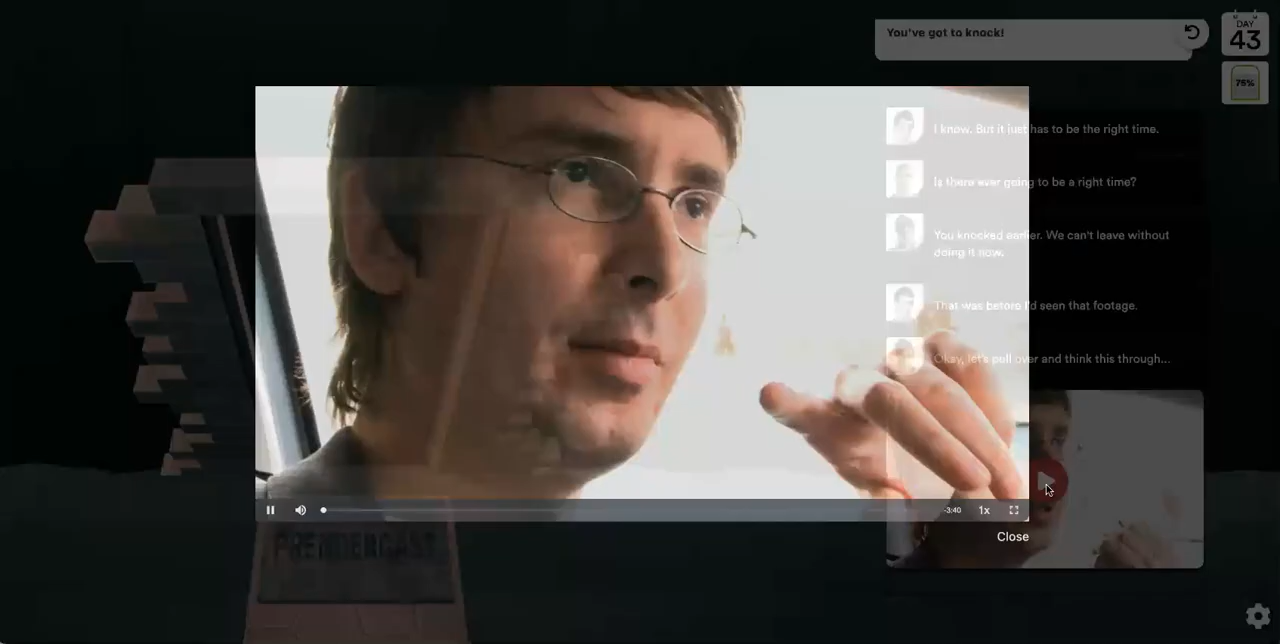 You've got to knock!
DAY
43
75%
I know. But it just has to be the right time.
Is there ever going to be a right time?
You knocked earlier. We can't leave without
doing it now.
That was before I'd seen that footage.
Okay, let's pull over and think this through...
-3:40
1x
Close
PRENDERGAST